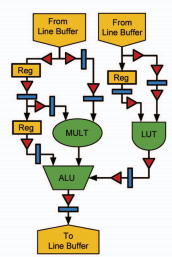 From
Line Buffer
From
Line Buffer
Reg
Reg
Reg
MULT
LUT
ALU
To
Line Buffer